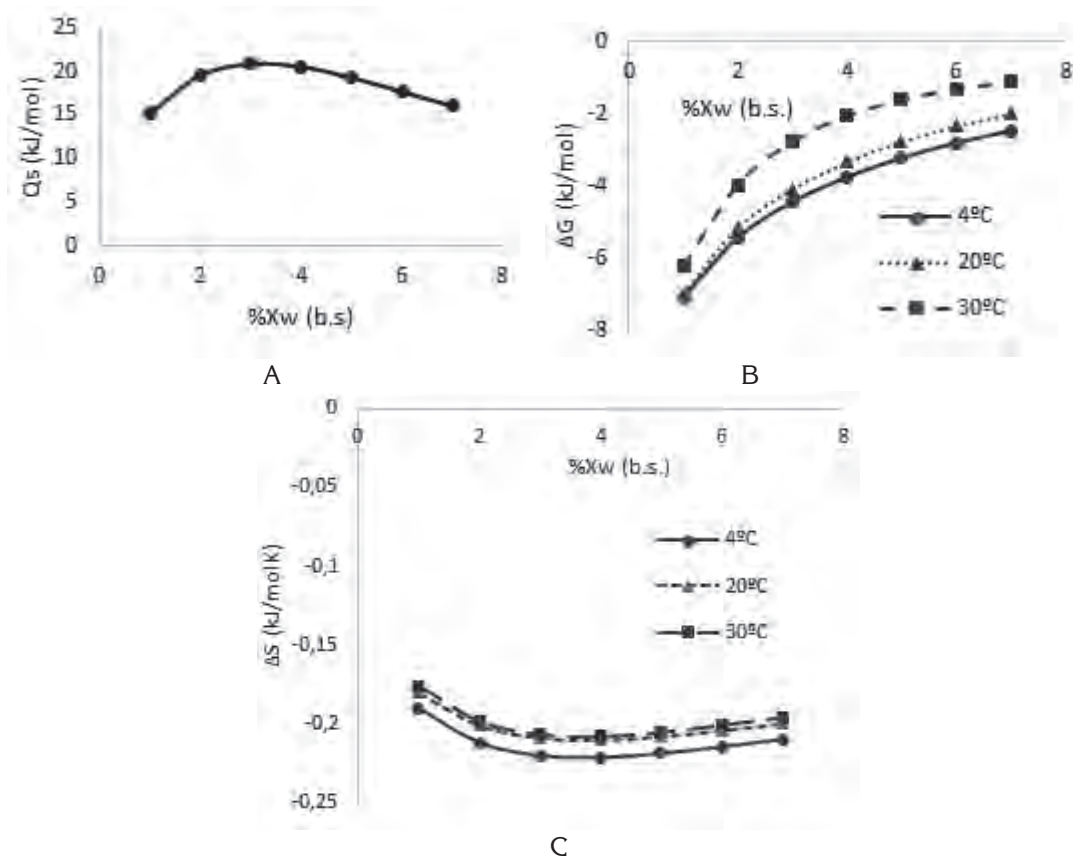 25
20
15
10
5
0
0 2 4 6 8
Qs (kJ/mol)
%Xw (b.s)
A
0
-2
-4
-6
-8
0 2 4 6 8
ΔG (kJ/mol)
%Xw (b.s.)
4ºC
20ºC
30ºC
B
0
-0,05
-0,1
-0,15
-0,2
-0,25
0 2 4 6 8
ΔS (kJ/molK)
%Xw (b.s.)
4ºC
20ºC
30ºC
C